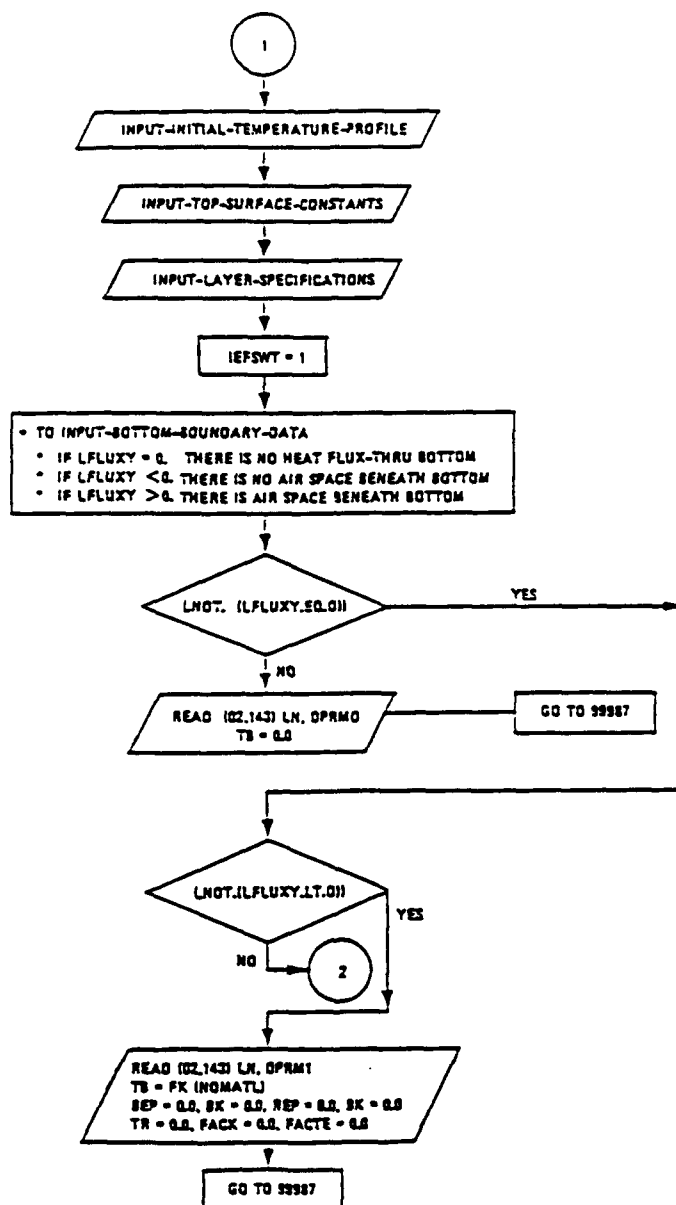 1
INPUT-INITIAL-TEMPERATURE-PROFILE
INPUT-TOP-SURFACE-CONSTANTS
INPUT-LAYER-SPECIFICATIONS
IEFSWT = 1
* TO INPUT-BOTTOM-BOUNDARY-DATA
* IF LFLUXY = 0. THERE IS NO HEAT FLUX-THRU BOTTOM
* IF LFLUXY <0. THERE IS NO AIR SPACE BENEATH BOTTOM
* IF LFLUXY >0. THERE IS AIR SPACE BENEATH BOTTOM
(.NOT. (LFLUXY.EQ.0))
YES
NO
READ (02,143) LN, DPRM0
TB = 0.0
GO TO 99987
(.NOT.(LFLUXY.LT.0))
YES
NO
2
READ (02,143) LN, DPRM1
TB = FK (NOMATL)
BEP = 0.0, BK = 0.0, REP = 0.0, BK = 0.0
TR = 0.0, FACK = 0.0, FACTE = 0.0
GO TO 99987